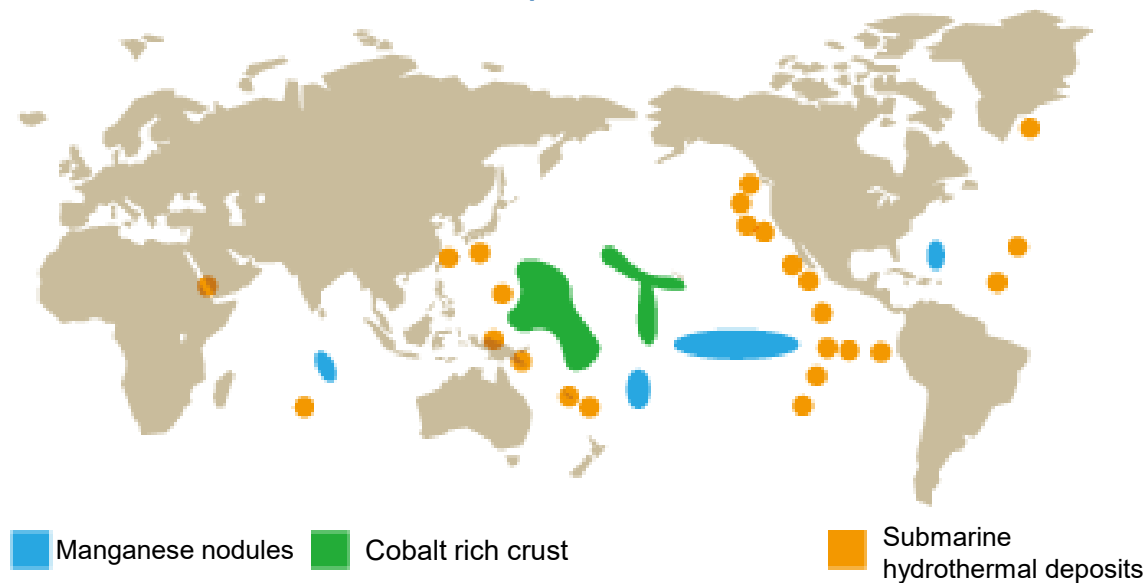 Manganese nodules
Cobalt rich crust
Submarine
hydrothermal deposits